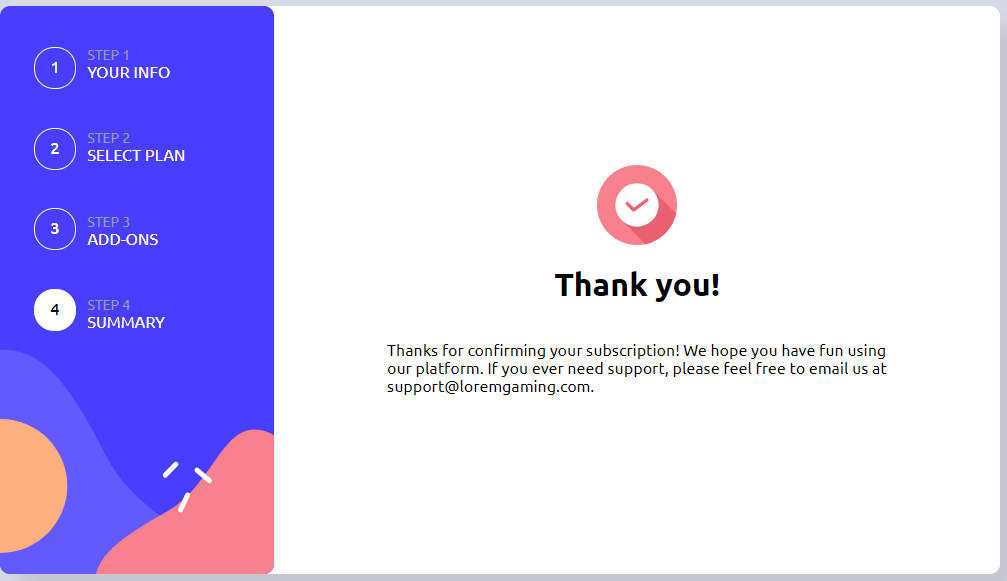 1
STEP 1
YOUR INFO
2
STEP 2
SELECT PLAN
3
STEP 3
ADD-ONS
4
STEP 4
SUMMARY
Thank you!
Thanks for confirming your subscription! We hope you have fun using
our platform. If you ever need support, please feel free to email us at
support@loremgaming.com.